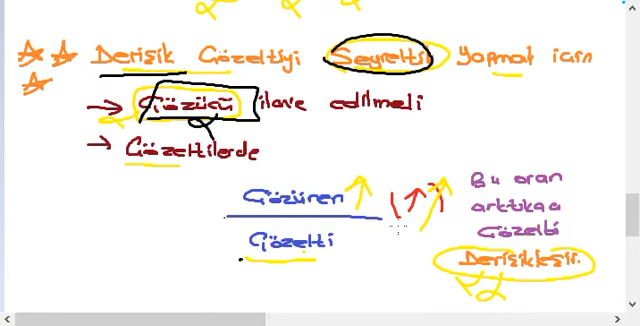 Derişik Çözeltiyi Seyreltik yapmak için
→ Çözücü ilave edilmeli
→ Çözeltilerde
Çözünen
Çözelti
Bu oran
arttıkça
Çözelti
Derişikleşir.